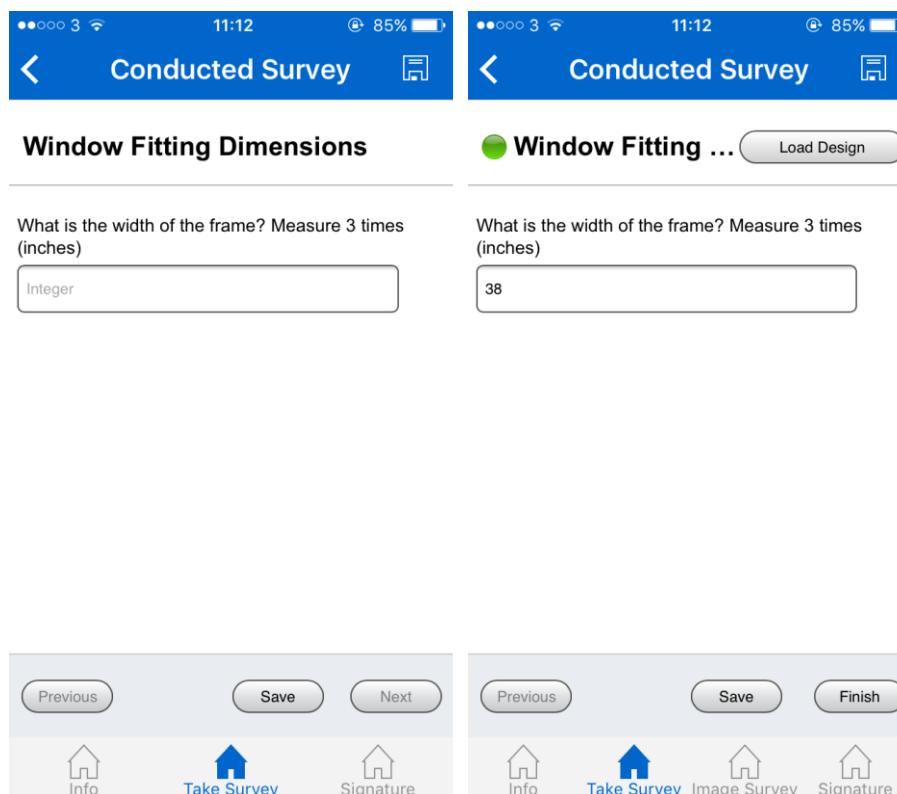 3 11:12 85%
Conducted Survey
Window Fitting Dimensions
What is the width of the frame? Measure 3 times
(inches)
Integer
Previous Save Next
Info Take Survey Signature
3 11:12 85%
Conducted Survey
Window Fitting ... Load Design
What is the width of the frame? Measure 3 times
(inches)
38
Previous Save Finish
Info Take Survey Image Survey Signature